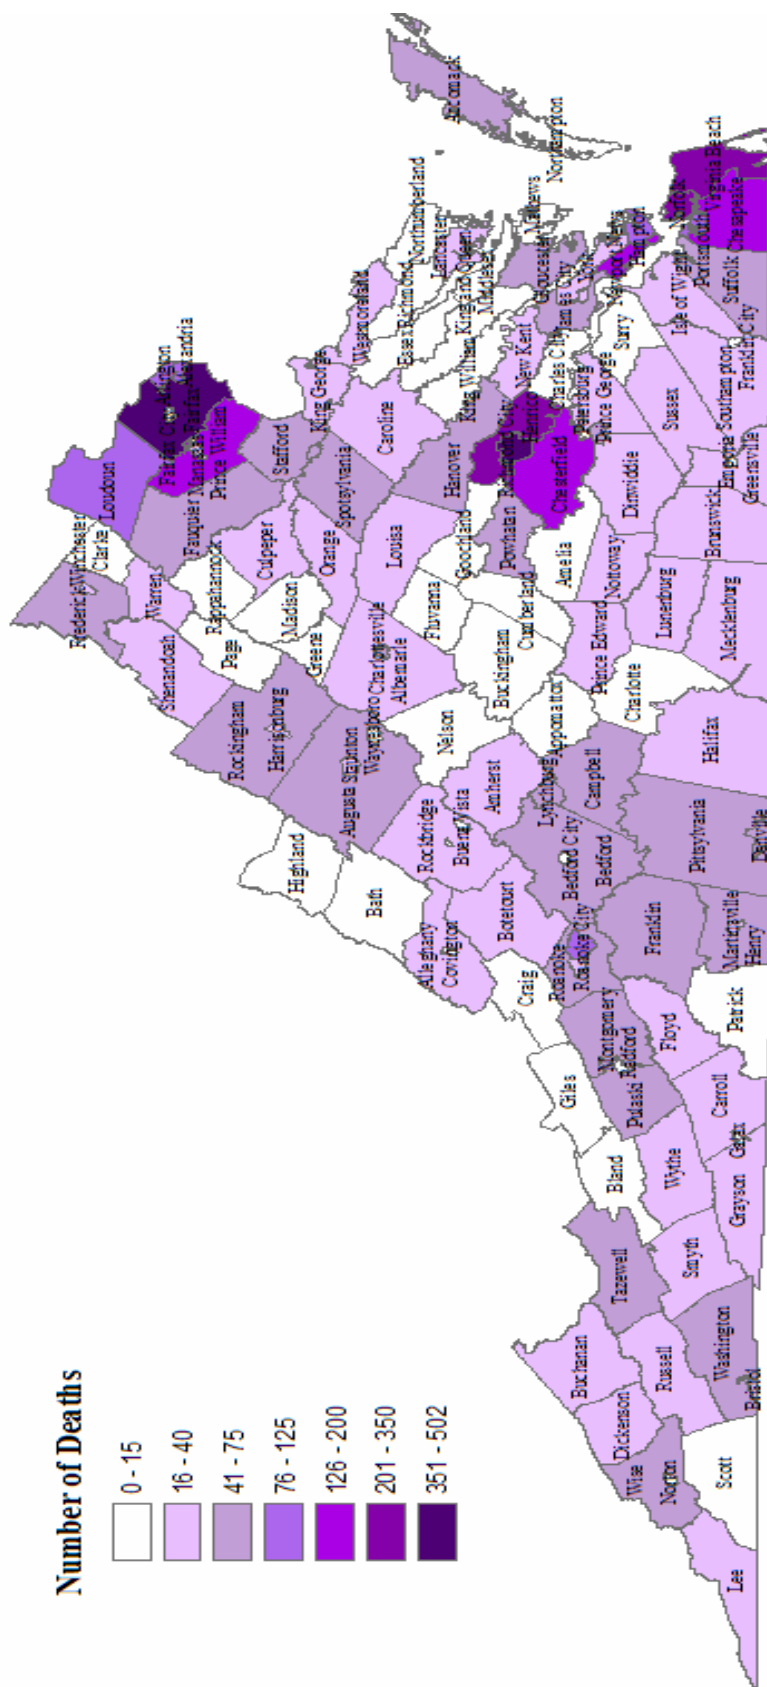 Number of Deaths
0 - 15
16 - 40
41 - 75
76 - 125
126 - 200
201 - 350
351 - 502
Frederick
Winchester
Clarke
Loudoun
Warren
Shenandoah
Fauquier
Fairfax City
Fairfax
Arlington
Alexandria
Manassas
Prince William
Rappahannock
Page
Rockingham
Harrisonburg
Madison
Culpeper
Stafford
Greene
Orange
King George
Westmoreland
Spotsylvania
Caroline
Highland
Augusta
Staunton
Waynesboro
Albemarle
Charlottesville
Louisa
Essex
Richmond
Northumberland
Lancaster
Accomack
Bath
Rockbridge
Nelson
Fluvanna
Hanover
King William
Middlesex
Alleghany
Covington
Buena Vista
Amherst
Buckingham
Goochland
Cumberland
Powhatan
Henrico
New Kent
Gloucester
Mathews
Northampton
Botetourt
Craig
Lynchburg
Appomattox
Amelia
Chesterfield
Charles City
James City
York
Giles
Roanoke
Roanoke City
Bedford City
Bedford
Campbell
Prince Edward
Nottoway
Petersburg
Prince George
Surry
Hampton
Buchanan
Tazewell
Bland
Montgomery
Radford
Pulaski
Charlotte
Dinwiddie
Dickenson
Wise
Norton
Russell
Smyth
Wythe
Floyd
Franklin
Lunenburg
Sussex
Isle of Wight
Norfolk
Portsmouth
Virginia Beach
Lee
Scott
Washington
Bristol
Grayson
Galax
Carroll
Patrick
Martinsville
Henry
Pittsylvania
Danville
Halifax
Mecklenburg
Brunswick
Emporia
Greensville
Southampton
Franklin City
Suffolk
Chesapeake